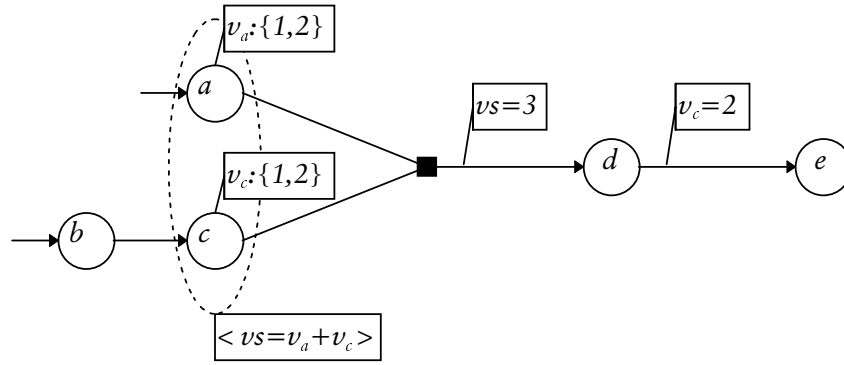 v_a:{1,2}
a
vs=3
v_c=2
v_c:{1,2}
d
e
b
c
< vs=v_a+v_c >